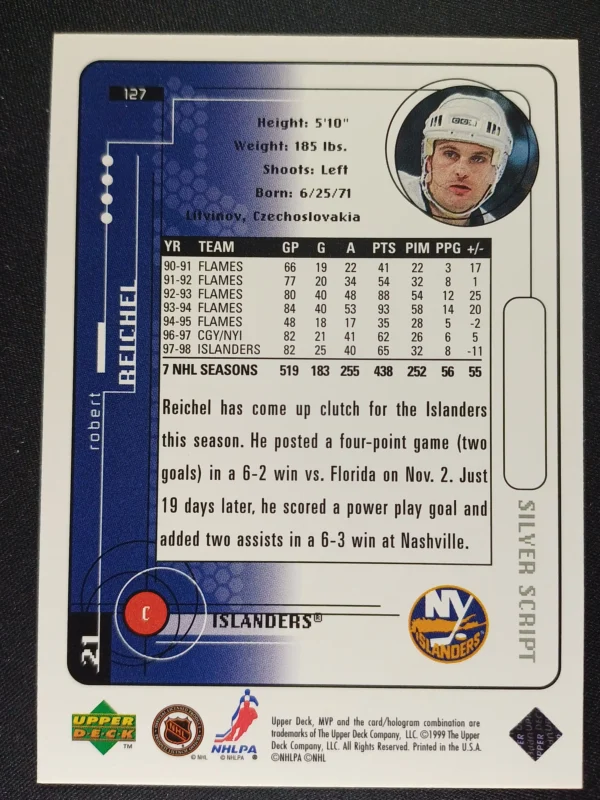 127
Height: 5'10"
Weight: 185 lbs.
Shoots: Left
Born: 6/25/71
Litvinov, Czechoslovakia
CCM
robert REICHEL
YR TEAM GP G A PTS PIM PPG +/-
90-91 FLAMES 66 19 22 41 22 3 17
91-92 FLAMES 77 20 34 54 32 8 1
92-93 FLAMES 80 40 48 88 54 12 25
93-94 FLAMES 84 40 53 93 58 14 20
94-95 FLAMES 48 18 17 35 28 5 -2
96-97 CGY/NYI 82 21 41 62 26 6 5
97-98 ISLANDERS 82 25 40 65 32 8 -11
7 NHL SEASONS 519 183 255 438 252 56 55
Reichel has come up clutch for the Islanders
this season. He posted a four-point game (two
goals) in a 6-2 win vs. Florida on Nov. 2. Just
19 days later, he scored a power play goal and
added two assists in a 6-3 win at Nashville.
SILVER SCRIPT
21
C
ISLANDERS®
NY
ISLANDERS
UPPER
DECK
™
NHL
© NHL
NHLPA
© NHLPA
Upper Deck, MVP and the card/hologram combination are
trademarks of The Upper Deck Company, LLC. ©1999 The Upper
Deck Company, LLC. All Rights Reserved. Printed in the U.S.A.
©NHLPA ©NHL